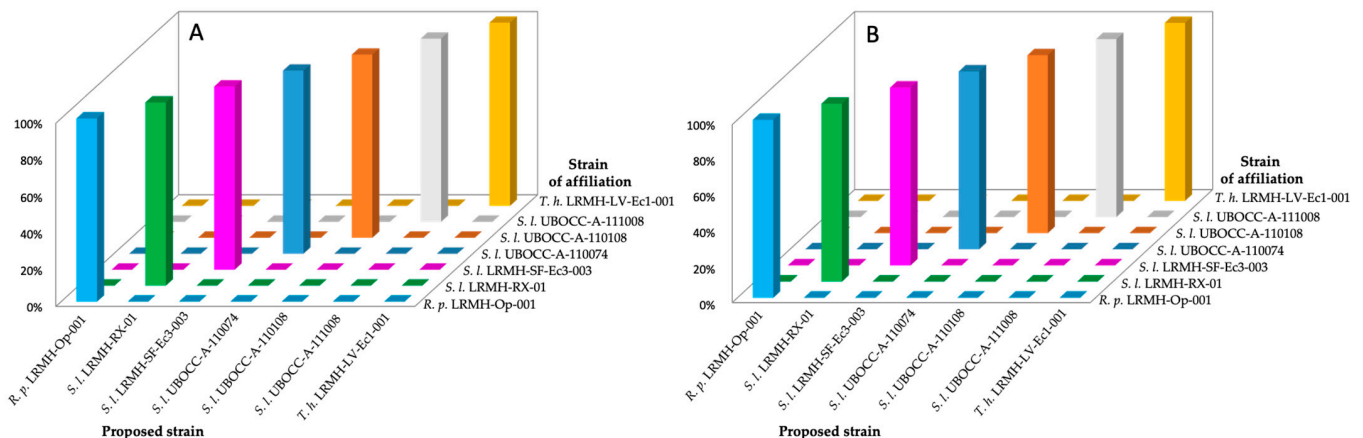 A
100%
80%
60%
40%
20%
0%
Strain
of affiliation
T. h. LRMH-LV-Ec1-001
S. l. UBOCC-A-111008
S. l. UBOCC-A-110108
S. l. UBOCC-A-110074
S. l. LRMH-SF-Ec3-003
S. l. LRMH-RX-01
R. p. LRMH-Op-001
R. p. LRMH-Op-001
S. l. LRMH-RX-01
S. l. LRMH-SF-Ec3-003
S. l. UBOCC-A-110074
S. l. UBOCC-A-110108
S. l. UBOCC-A-111008
T. h. LRMH-LV-Ec1-001
Proposed strain
B
100%
80%
60%
40%
20%
0%
Strain
of affiliation
T. h. LRMH-LV-Ec1-001
S. l. UBOCC-A-111008
S. l. UBOCC-A-110108
S. l. UBOCC-A-110074
S. l. LRMH-SF-Ec3-003
S. l. LRMH-RX-01
R. p. LRMH-Op-001
R. p. LRMH-Op-001
S. l. LRMH-RX-01
S. l. LRMH-SF-Ec3-003
S. l. UBOCC-A-110074
S. l. UBOCC-A-110108
S. l. UBOCC-A-111008
T. h. LRMH-LV-Ec1-001
Proposed strain